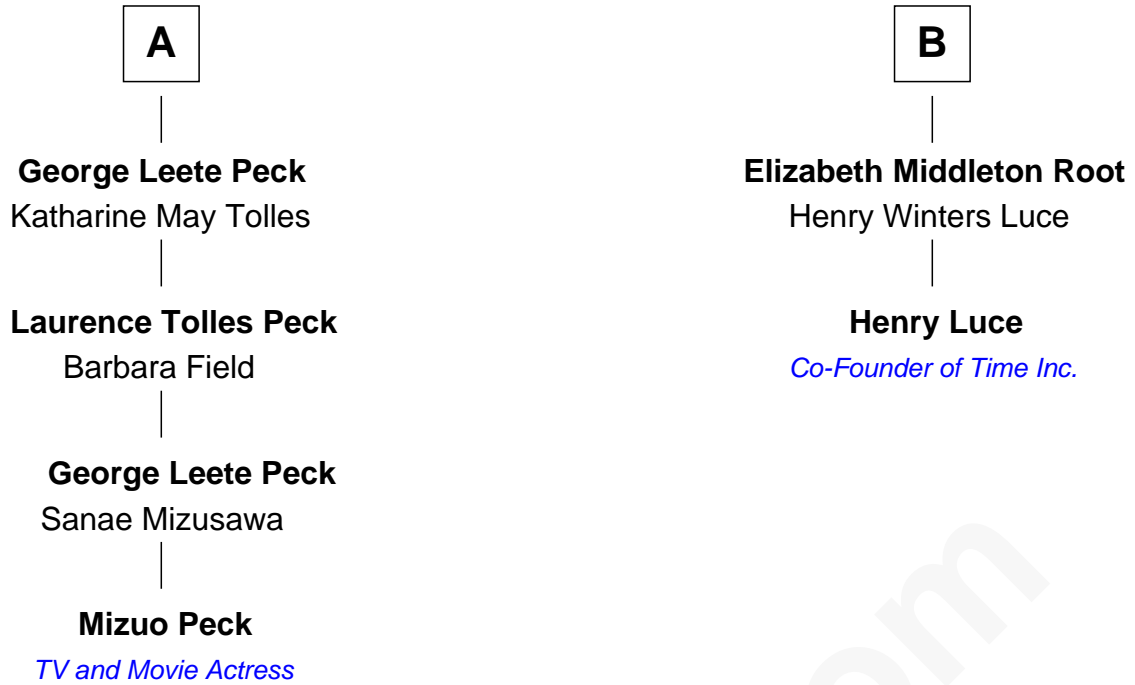 A
George Leete Peck
Katharine May Tolles
Laurence Tolles Peck
Barbara Field
George Leete Peck
Sanae Mizusawa
Mizuo Peck
TV and Movie Actress
B
Elizabeth Middleton Root
Henry Winters Luce
Henry Luce
Co-Founder of Time Inc.
om